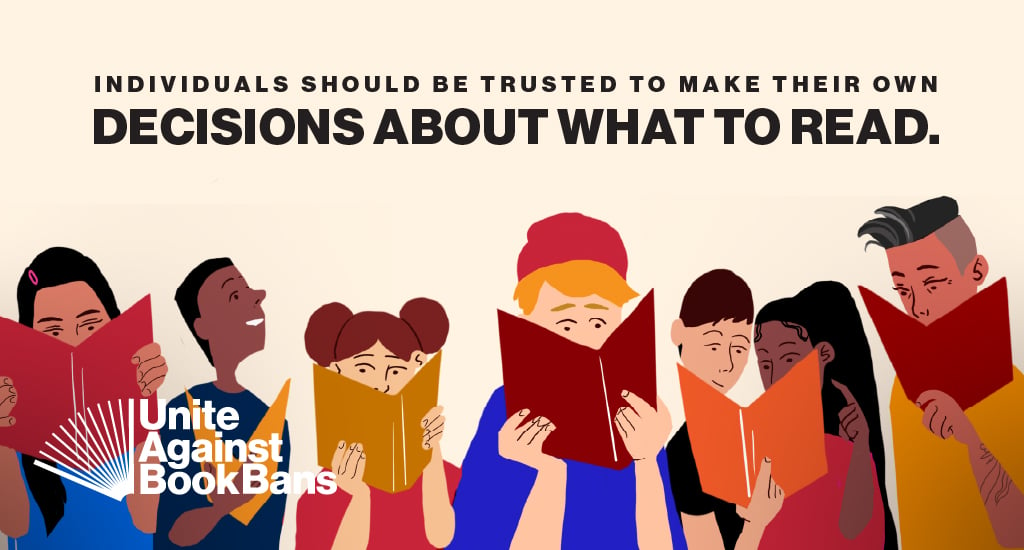 INDIVIDUALS SHOULD BE TRUSTED TO MAKE THEIR OWN
DECISIONS ABOUT WHAT TO READ.
Unite
Against
Book Bans